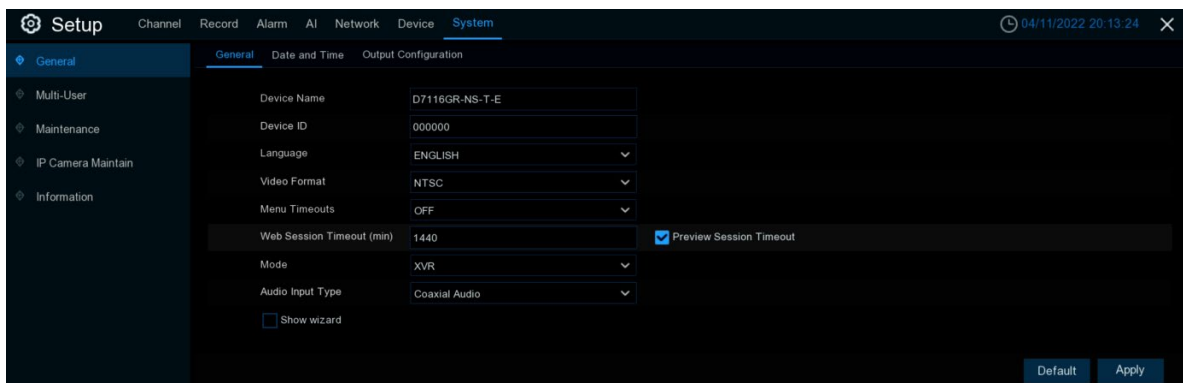 Setup Channel Record Alarm AI Network Device System 04/11/2022 20:13:24
General
Multi-User
Maintenance
IP Camera Maintain
Information
General Date and Time Output Configuration
Device Name D7116GR-NS-T-E
Device ID 000000
Language ENGLISH
Video Format NTSC
Menu Timeouts OFF
Web Session Timeout (min) 1440 Preview Session Timeout
Mode XVR
Audio Input Type Coaxial Audio
Show wizard
Default Apply